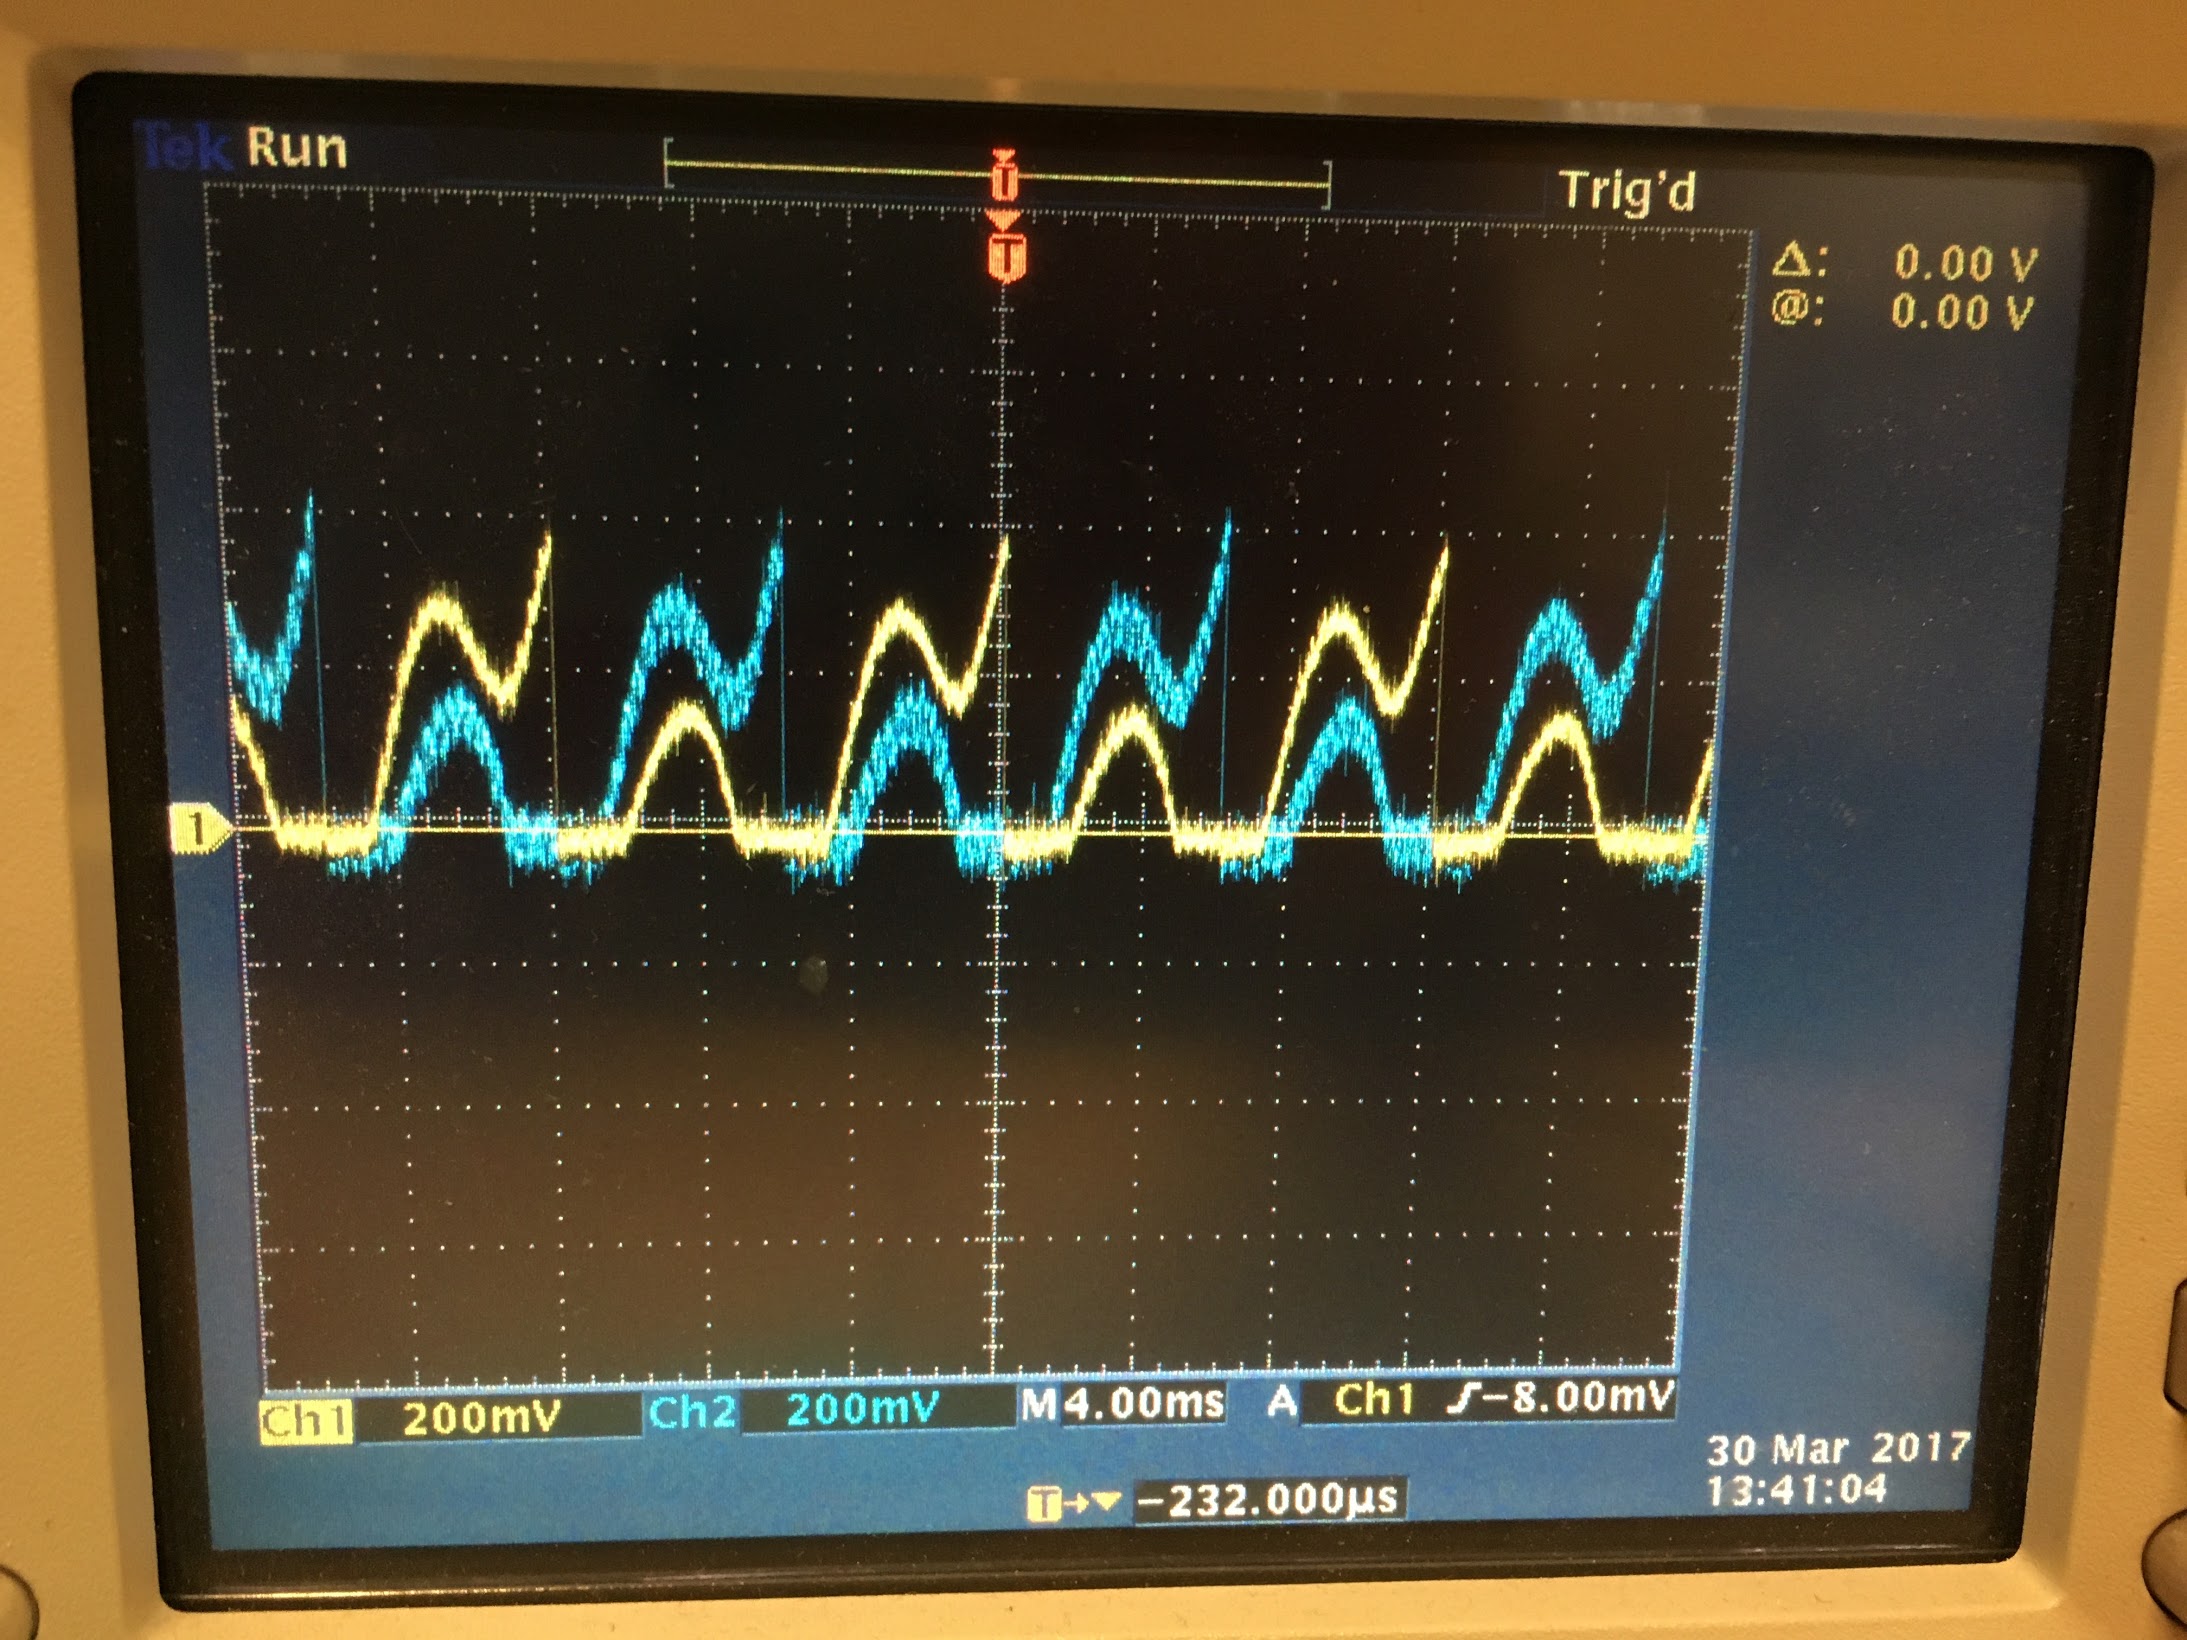 Tek Run
Trig'd
T
T
Δ: 0.00 V
@: 0.00 V
1
Ch1 200mV Ch2 200mV M 4.00ms A Ch1 ∫ −8.00mV
T→▼ −232.000µs
30 Mar 2017
13:41:04